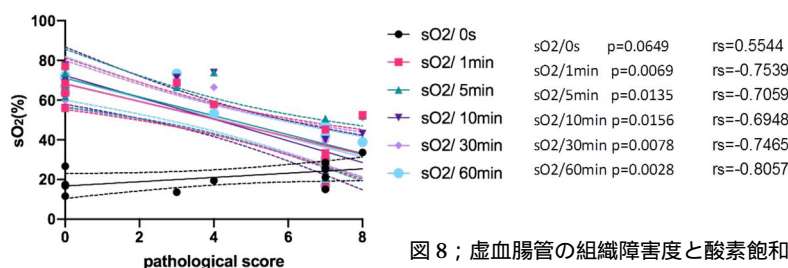 100
80
60
40
20
0
sO2(%)
0 2 4 6 8
pathological score
sO2/ 0s
sO2/ 1min
sO2/ 5min
sO2/ 10min
sO2/ 30min
sO2/ 60min
sO2/0s p=0.0649 rs=0.5544
sO2/1min p=0.0069 rs=-0.7539
sO2/5min p=0.0135 rs=-0.7059
sO2/10min p=0.0156 rs=-0.6948
sO2/30min p=0.0078 rs=-0.7465
sO2/60min p=0.0028 rs=-0.8057
図 8；虚血腸管の組織障害度と酸素飽和